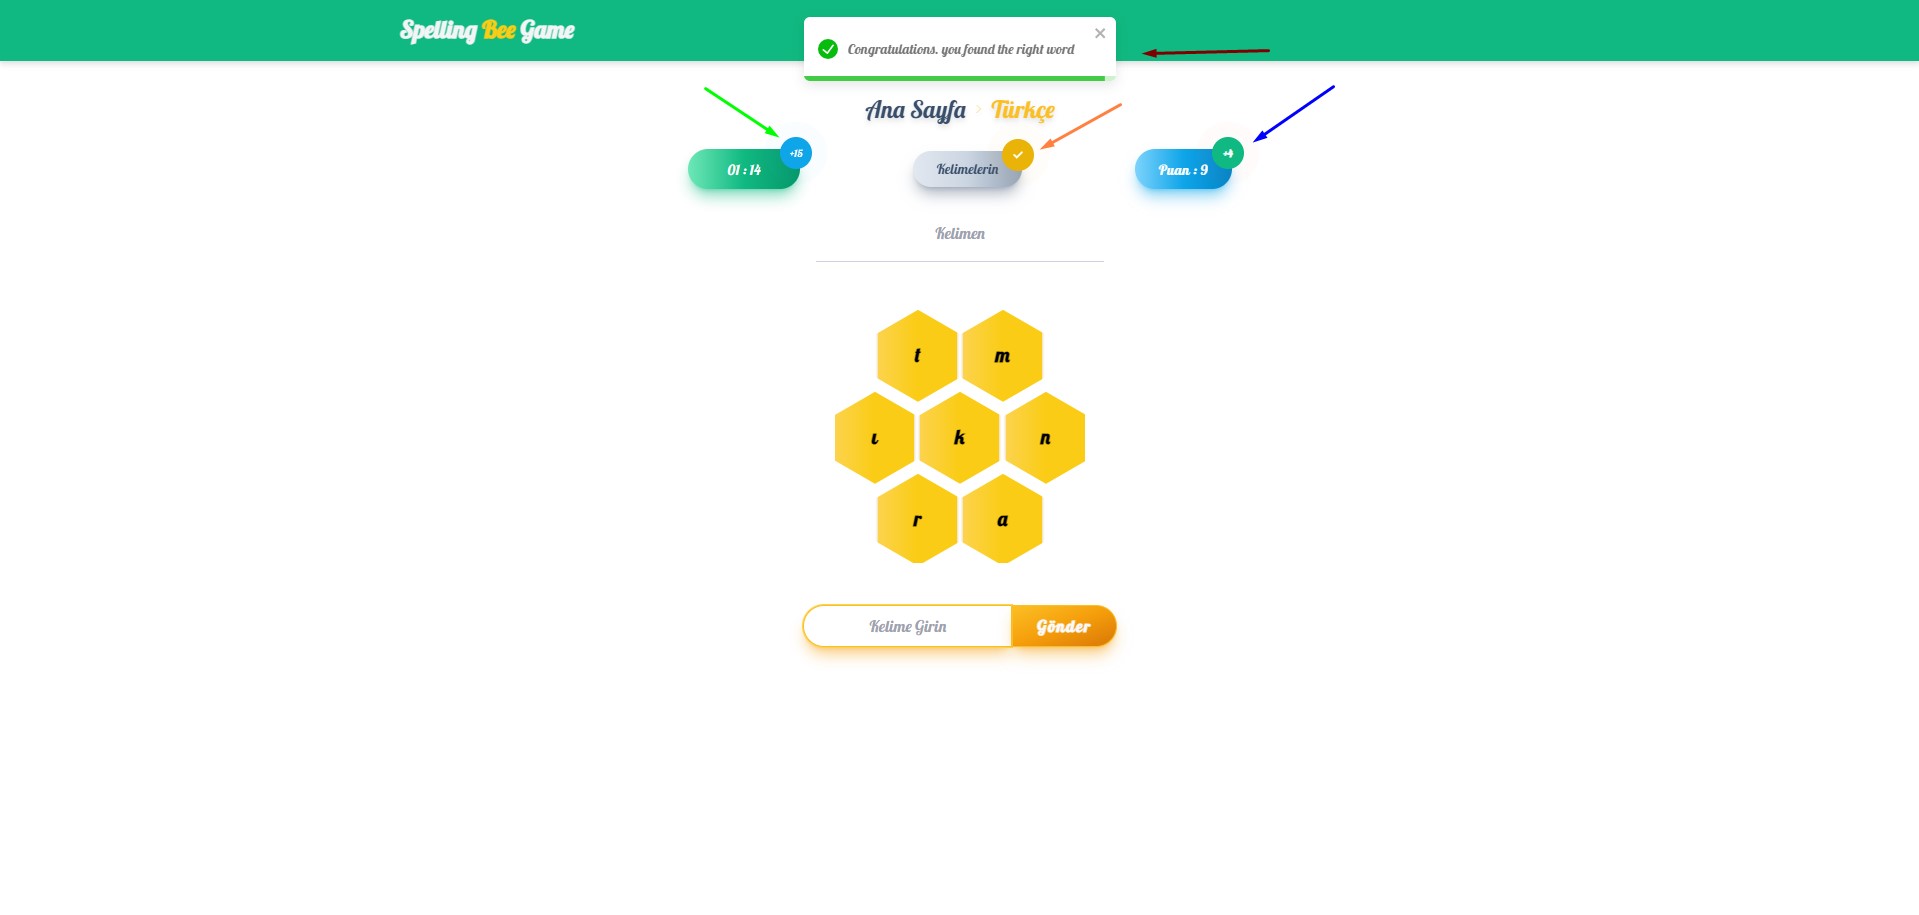 Spelling Bee Game
Congratulations. you found the right word
Ana Sayfa > Türkçe
01 : 14 +15
Kelimelerin
Puan : 9 +4
Kelimen
t m
ı k n
r a
Kelime Girin Gönder